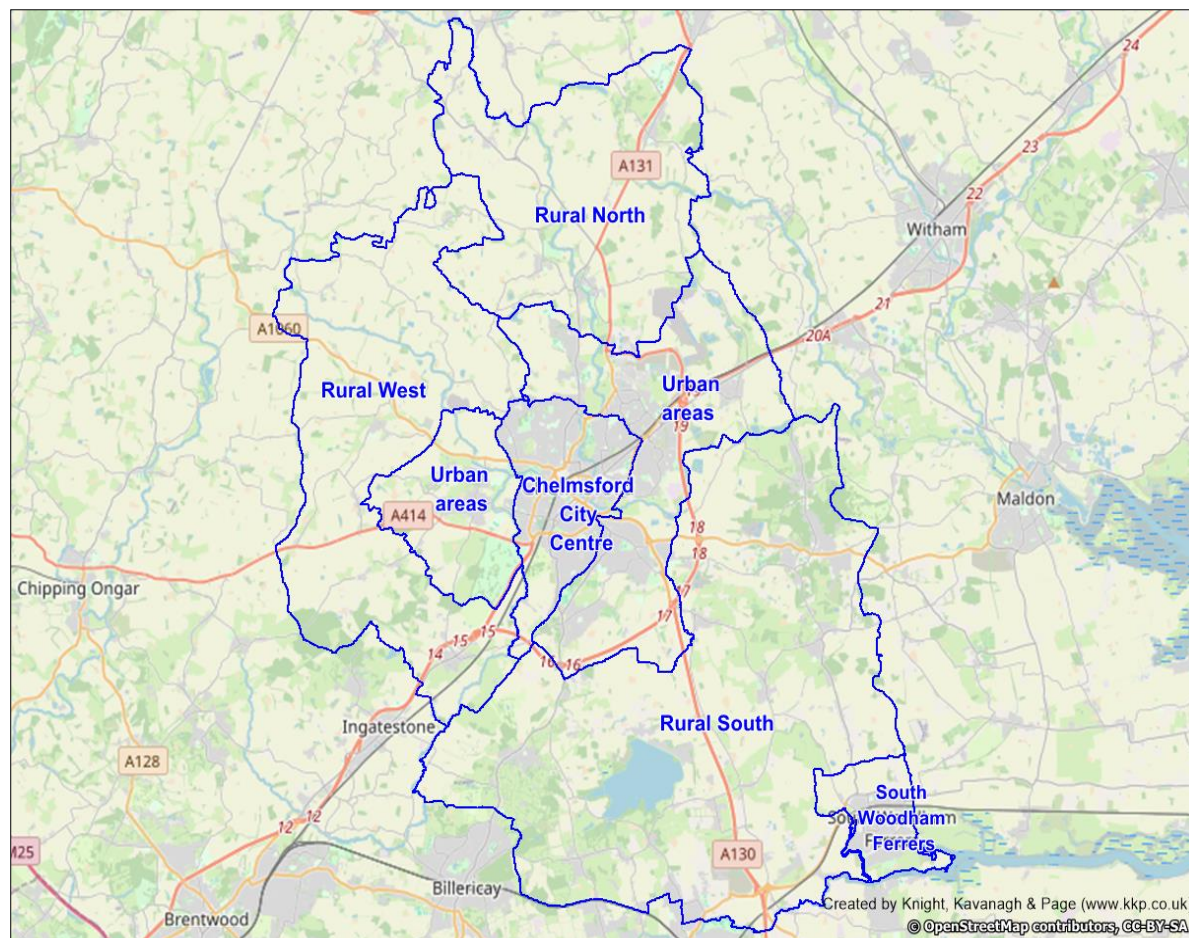 24
23
A131
22
Rural North
Witham
21
20A
A1060
Rural West
Urban
areas
19
19
Urban
areas
Chelmsford
City
Centre
A414
Maldon
18
18
Chipping Ongar
17
17
15
15
14
16
16
Ingatestone
Rural South
A128
South
Woodham
Ferrers
12
12
M25
A130
Billericay
Brentwood
Created by Knight, Kavanagh & Page (www.kkp.co.uk
© OpenStreetMap contributors, CC-BY-SA